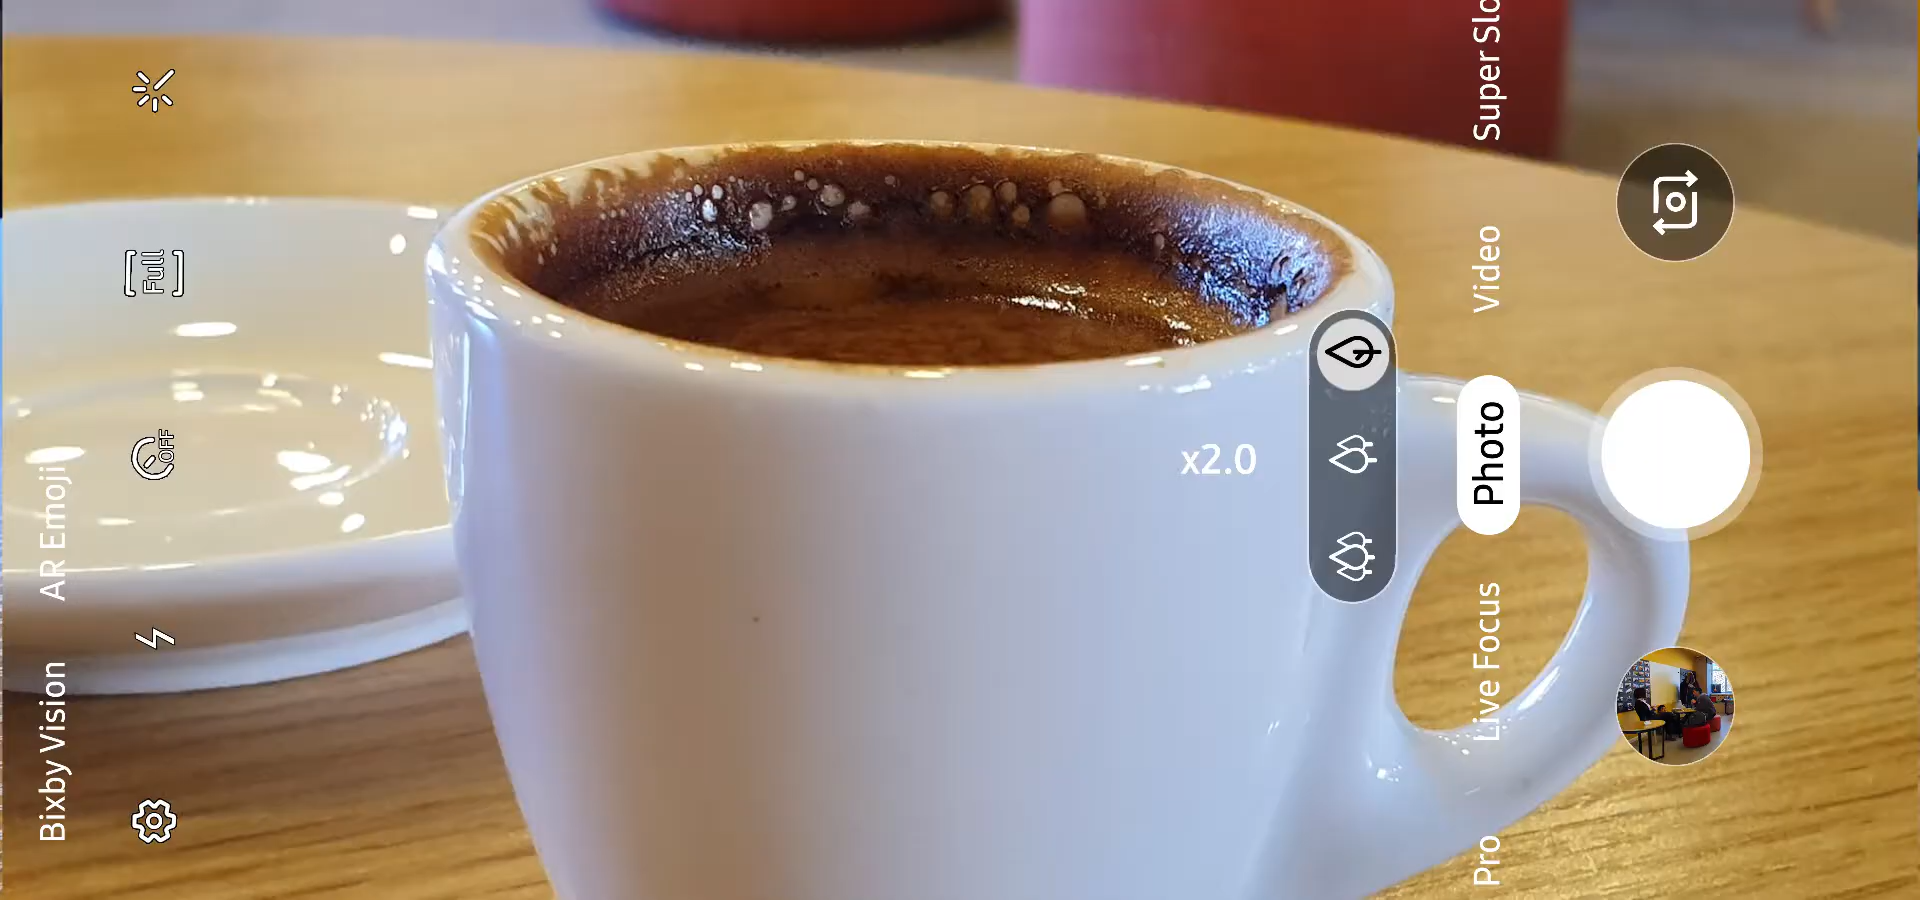 Bixby Vision
AR Emoji
Full
OFF
x2.0
Pro
Live Focus
Photo
Video
Super Slo